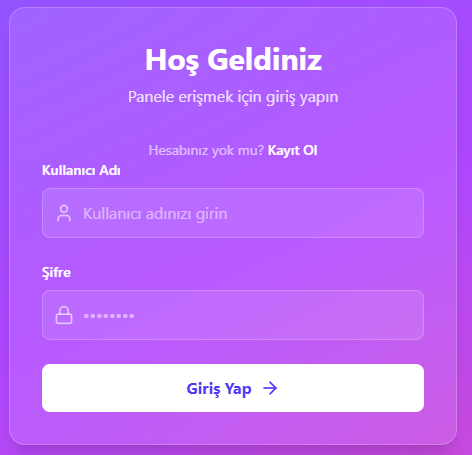 Hoş Geldiniz
Panele erişmek için giriş yapın
Hesabınız yok mu? Kayıt Ol
Kullanıcı Adı
Kullanıcı adınızı girin
Şifre
••••••••
Giriş Yap →